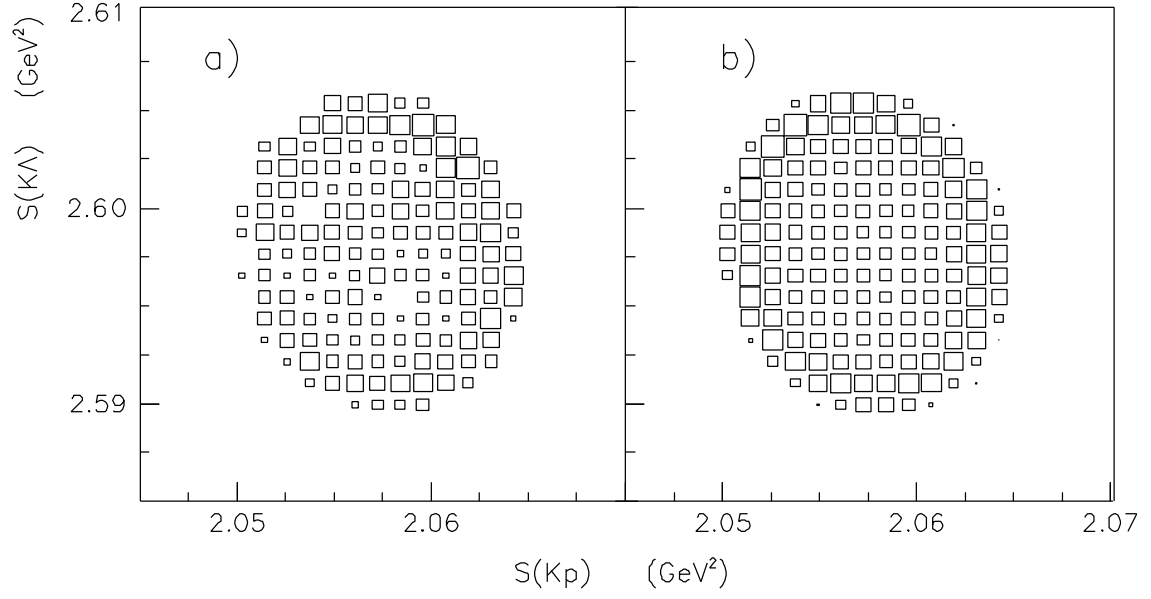 2.61
S(KΛ) (GeV²)
a)
b)
2.60
2.59
2.05 2.06 2.05 2.06 2.07
S(Kp) (GeV²)